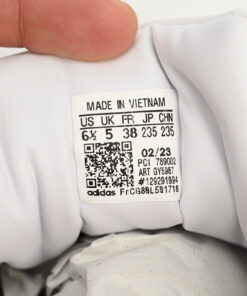 MADE IN VIETNAM
US UK FR JP CHN
6½ 5 38 235 235
02/23
PCI 789002
ART GY5987
#129291994
adidas FrCG88L591718